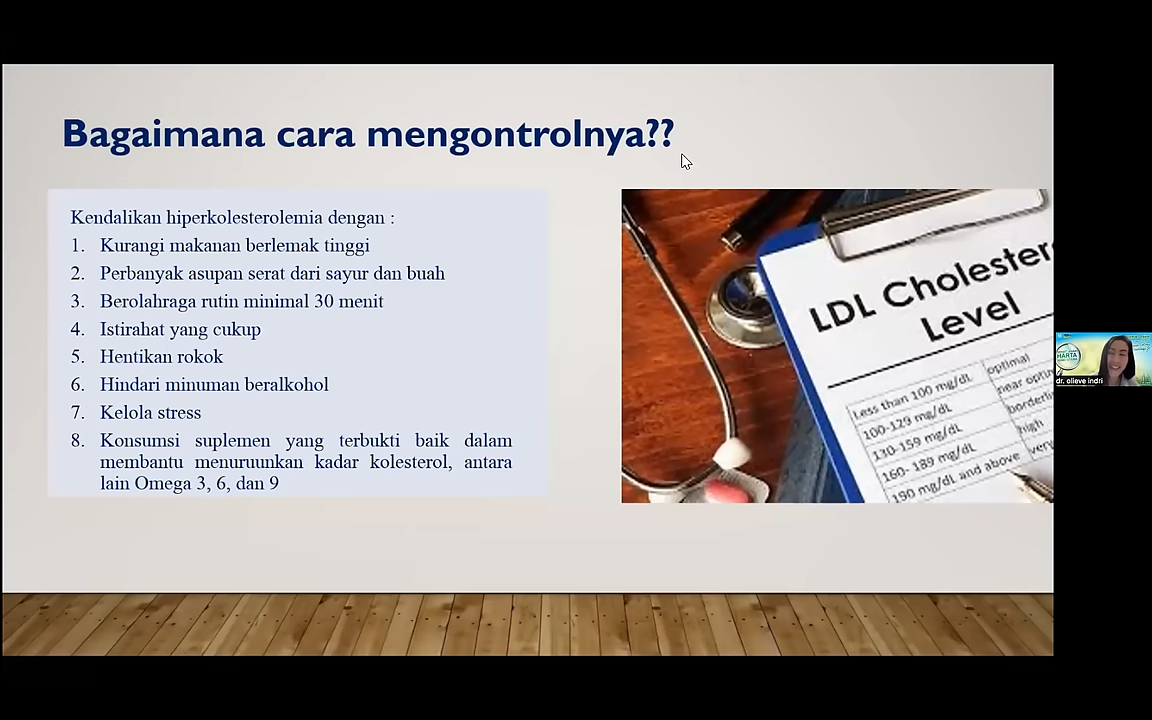 Bagaimana cara mengontrolnya??
Kendalikan hiperkolesterolemia dengan :
1. Kurangi makanan berlemak tinggi
2. Perbanyak asupan serat dari sayur dan buah
3. Berolahraga rutin minimal 30 menit
4. Istirahat yang cukup
5. Hentikan rokok
6. Hindari minuman beralkohol
7. Kelola stress
8. Konsumsi suplemen yang terbukti baik dalam
membantu menuruunkan kadar kolesterol, antara
lain Omega 3, 6, dan 9
LDL Cholester
Level
Less than 100 mg/dL optimal
100-129 mg/dL near optim
130-159 mg/dL borderli
160- 189 mg/dL high
190 mg/dL and above very
HARTA
dr. olieve indri